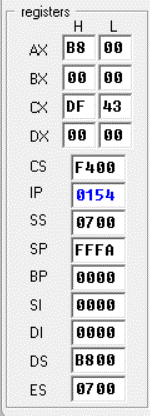 registers
H L
AX B8 00
BX 00 00
CX DF 43
DX 00 00
CS F400
IP 0154
SS 0700
SP FFFA
BP 0000
SI 0000
DI 0000
DS B800
ES 0700